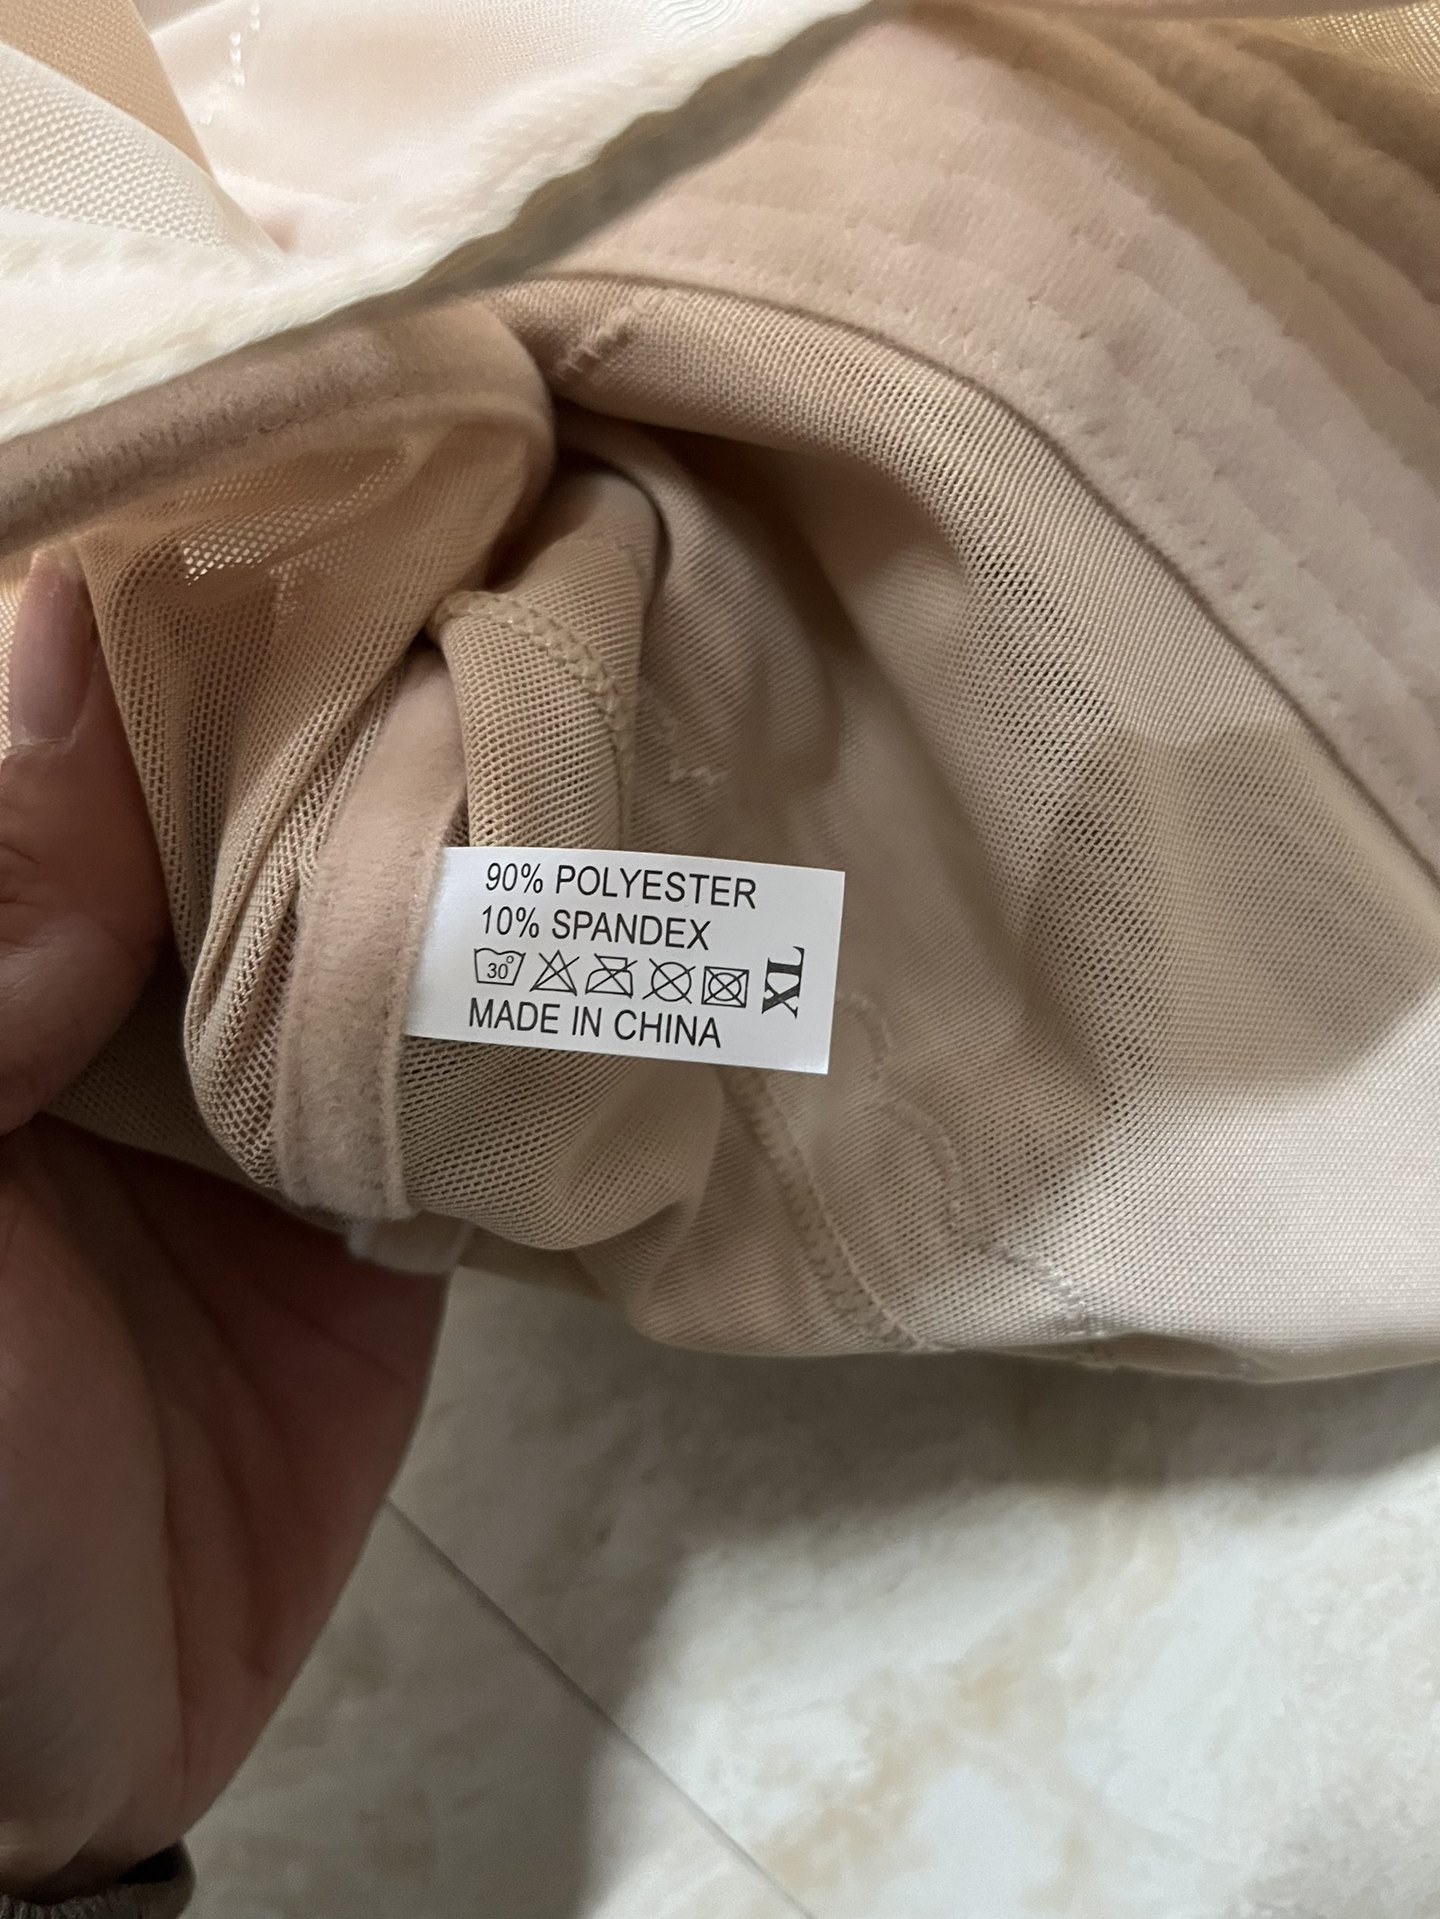 90% POLYESTER
10% SPANDEX
30°
XL
MADE IN CHINA